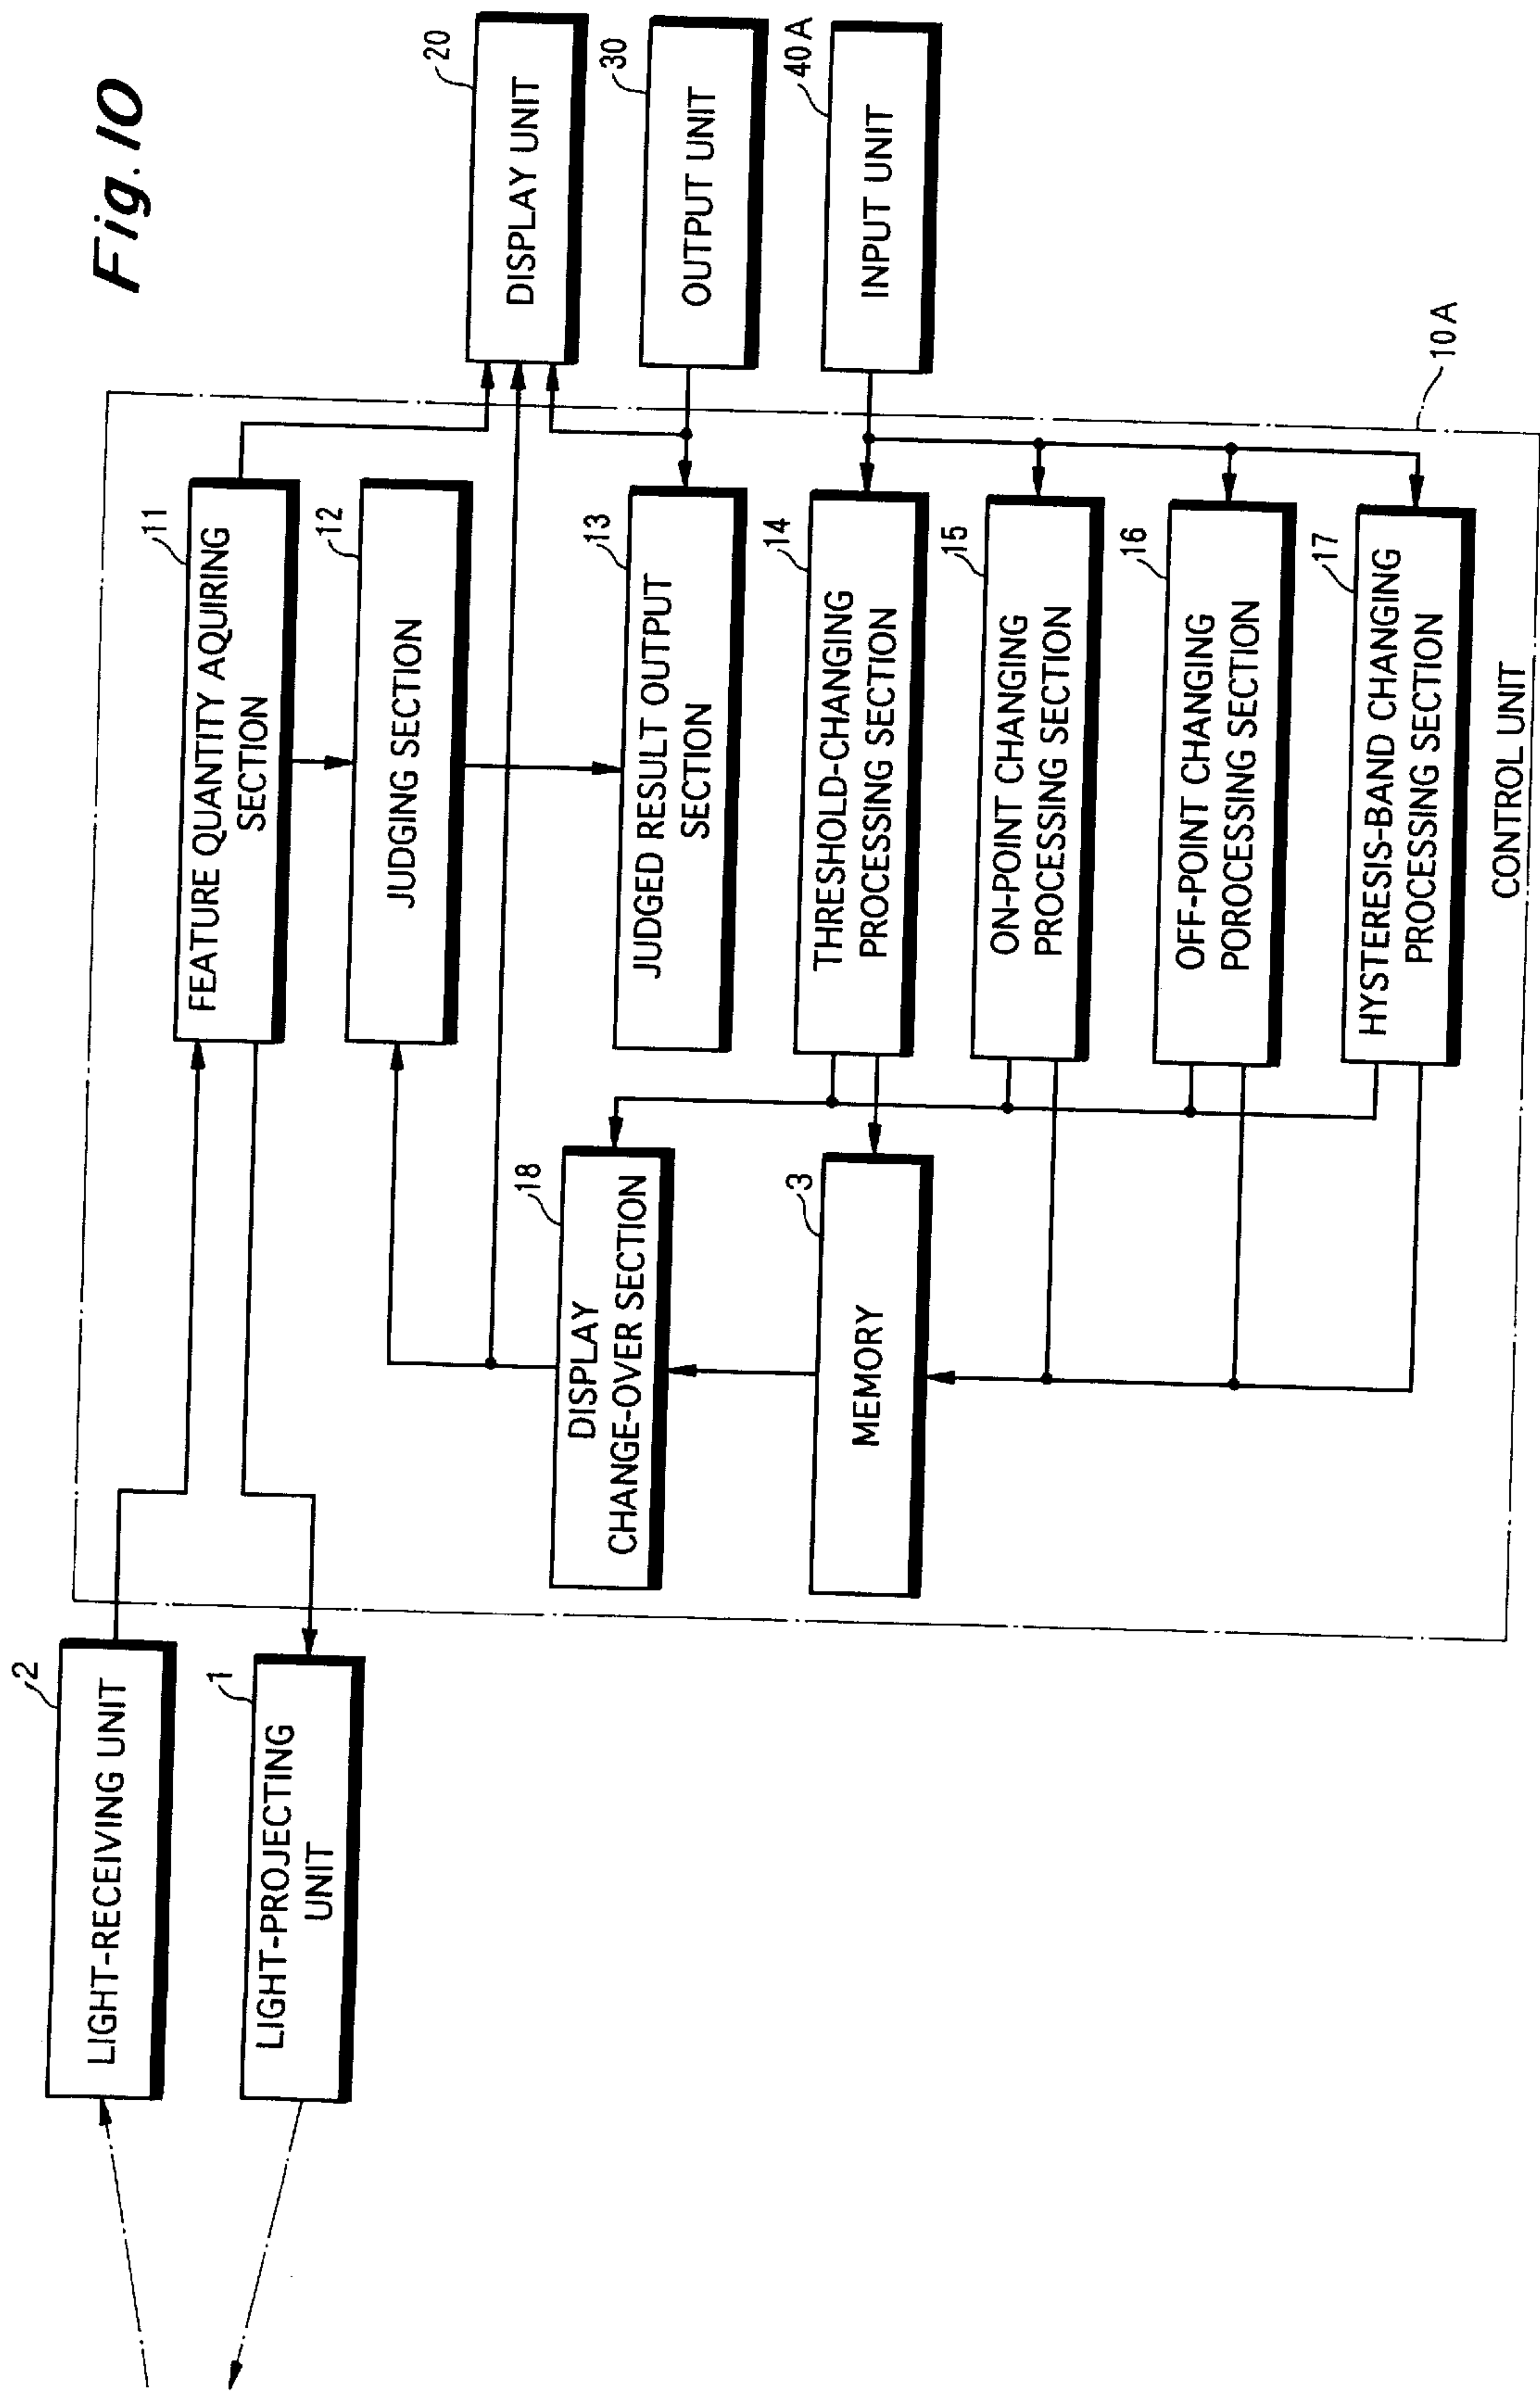 Fig.10
2
LIGHT-RECEIVING UNIT
1
LIGHT-PROJECTING
UNIT
11
FEATURE QUANTITY AQUIRING
SECTION
12
JUDGING SECTION
13
JUDGED RESULT OUTPUT
SECTION
18
DISPLAY
CHANGE-OVER SECTION
3
MEMORY
14
THRESHOLD-CHANGING
PROCESSING SECTION
15
ON-POINT CHANGING
PROCESSING SECTION
16
OFF-POINT CHANGING
POROCESSING SECTION
17
HYSTERESIS-BAND CHANGING
PROCESSING SECTION
CONTROL UNIT
10A
20
DISPLAY UNIT
30
OUTPUT UNIT
40A
INPUT UNIT